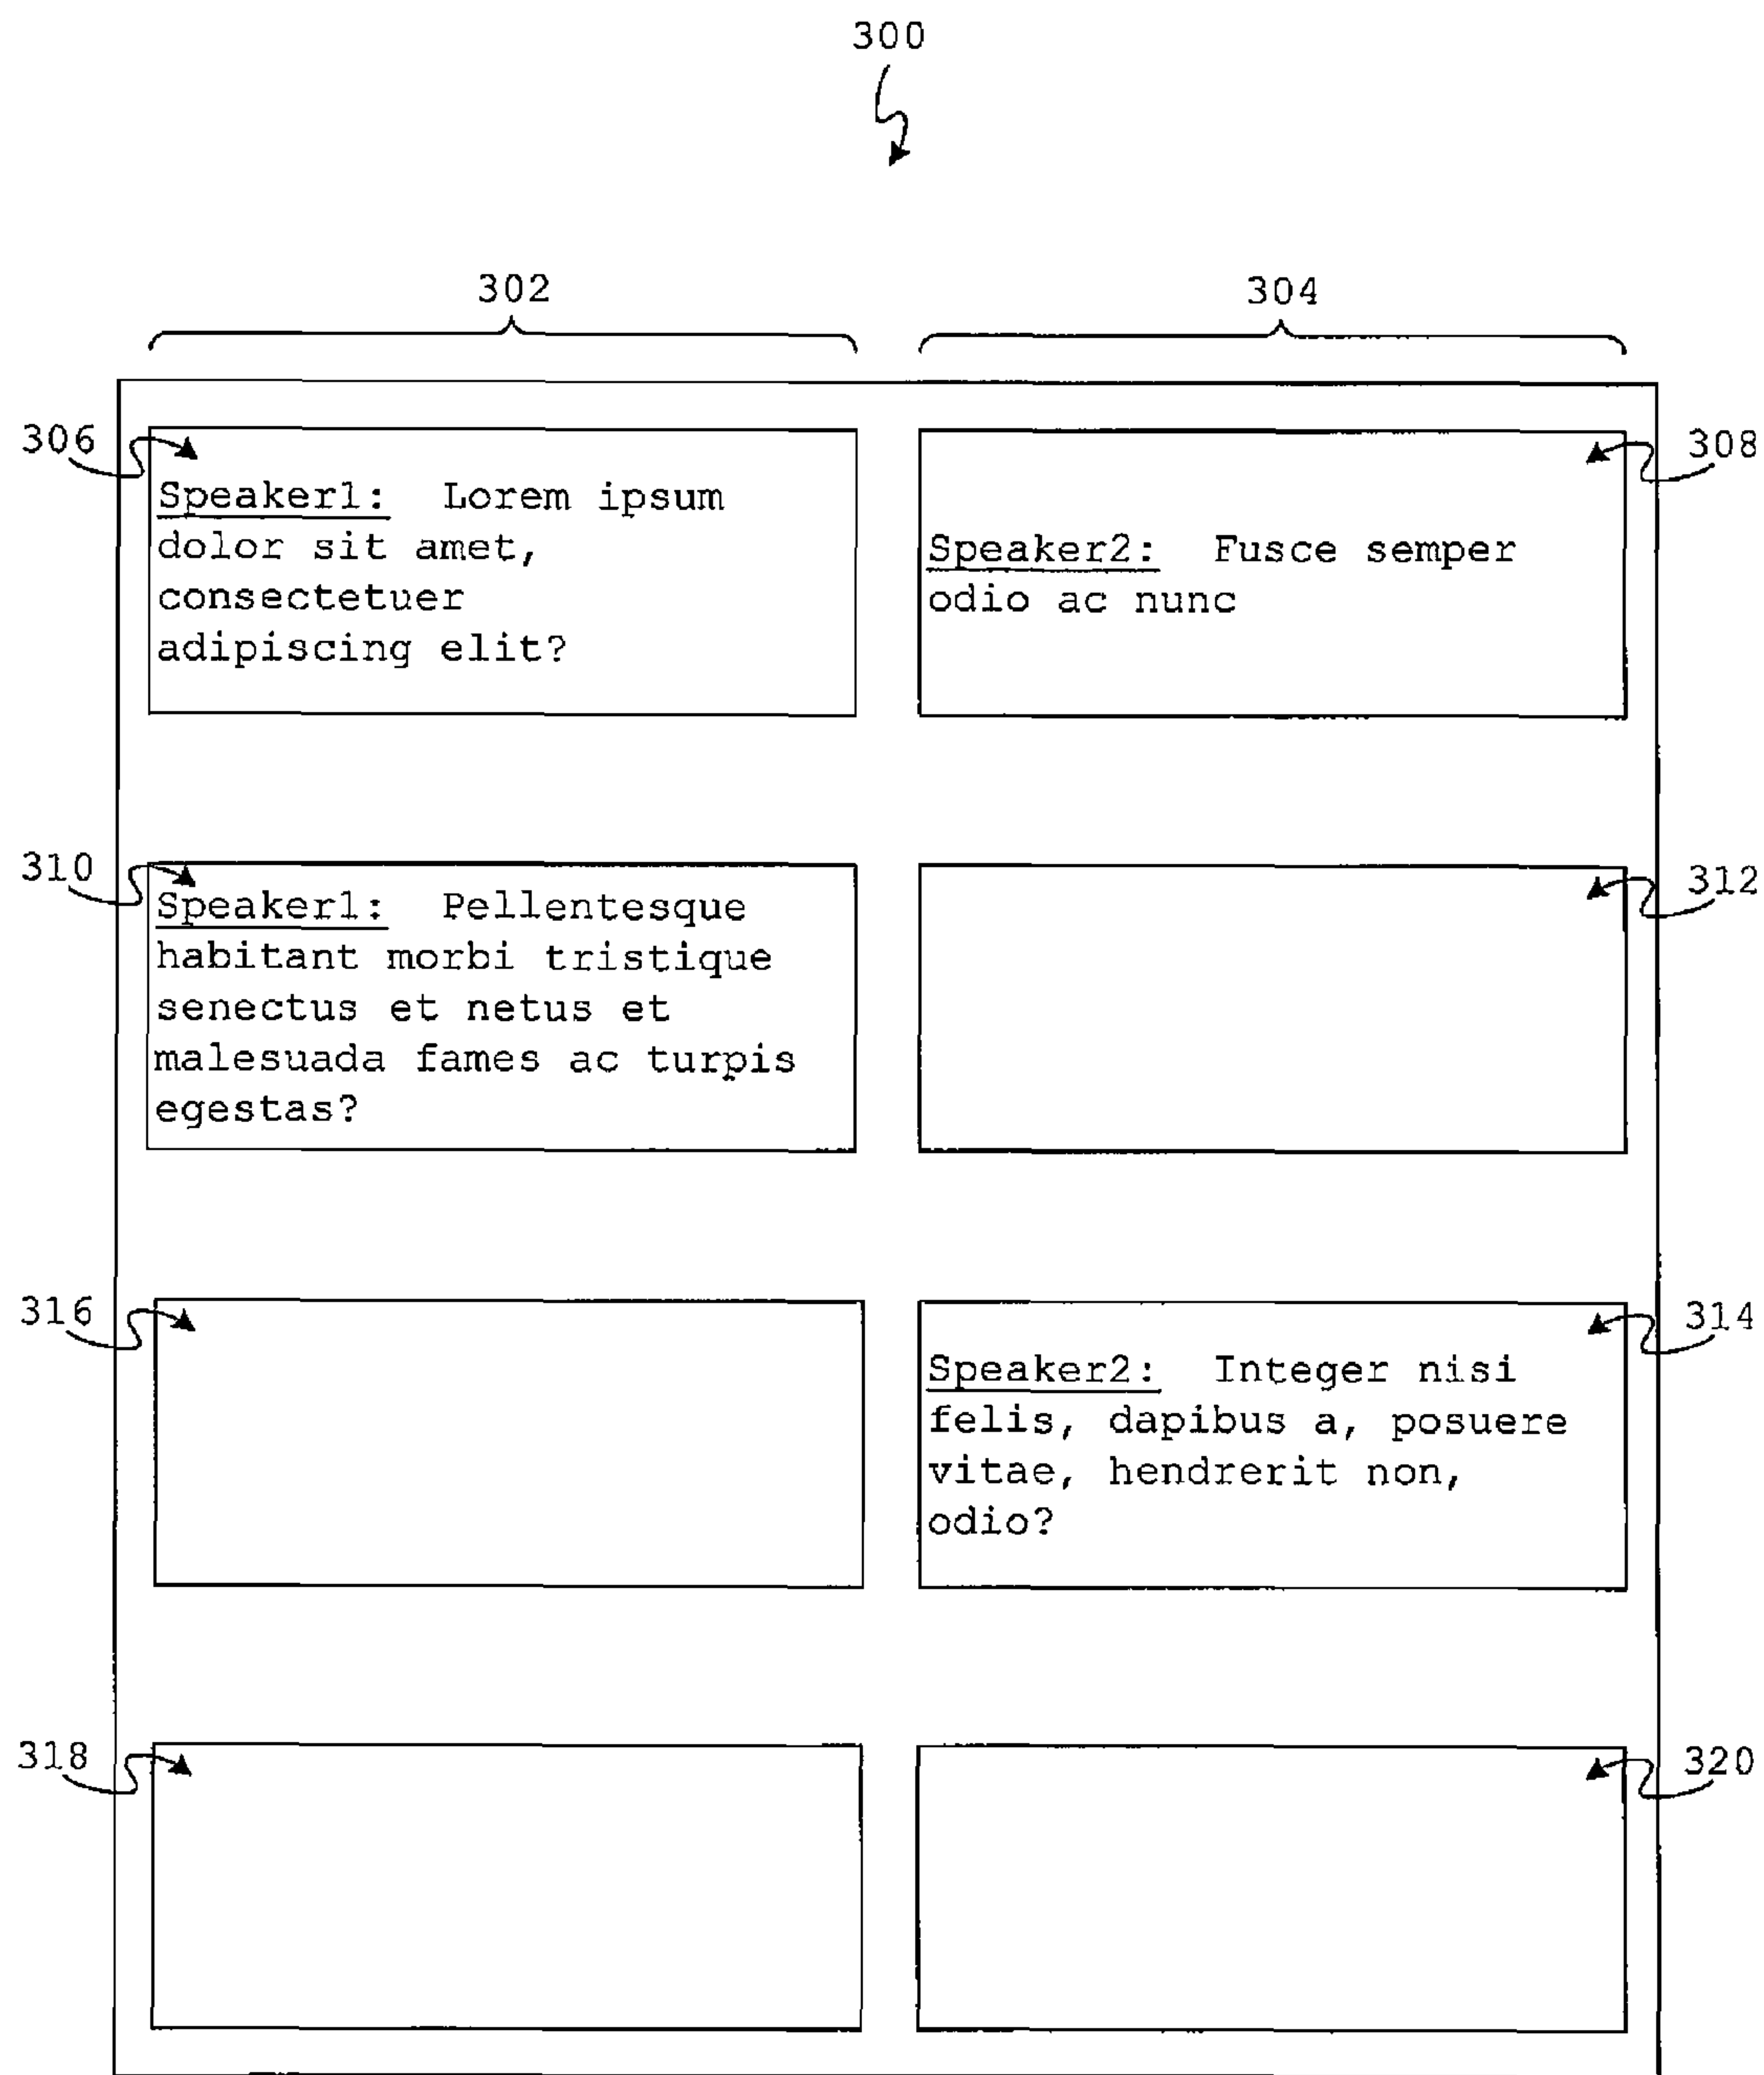 300
302
304
306
308
Speaker1: Lorem ipsum
dolor sit amet,
consectetuer
adipiscing elit?
Speaker2: Fusce semper
odio ac nunc
310
312
Speaker1: Pellentesque
habitant morbi tristique
senectus et netus et
malesuada fames ac turpis
egestas?
316
314
Speaker2: Integer nisi
felis, dapibus a, posuere
vitae, hendrerit non,
odio?
318
320